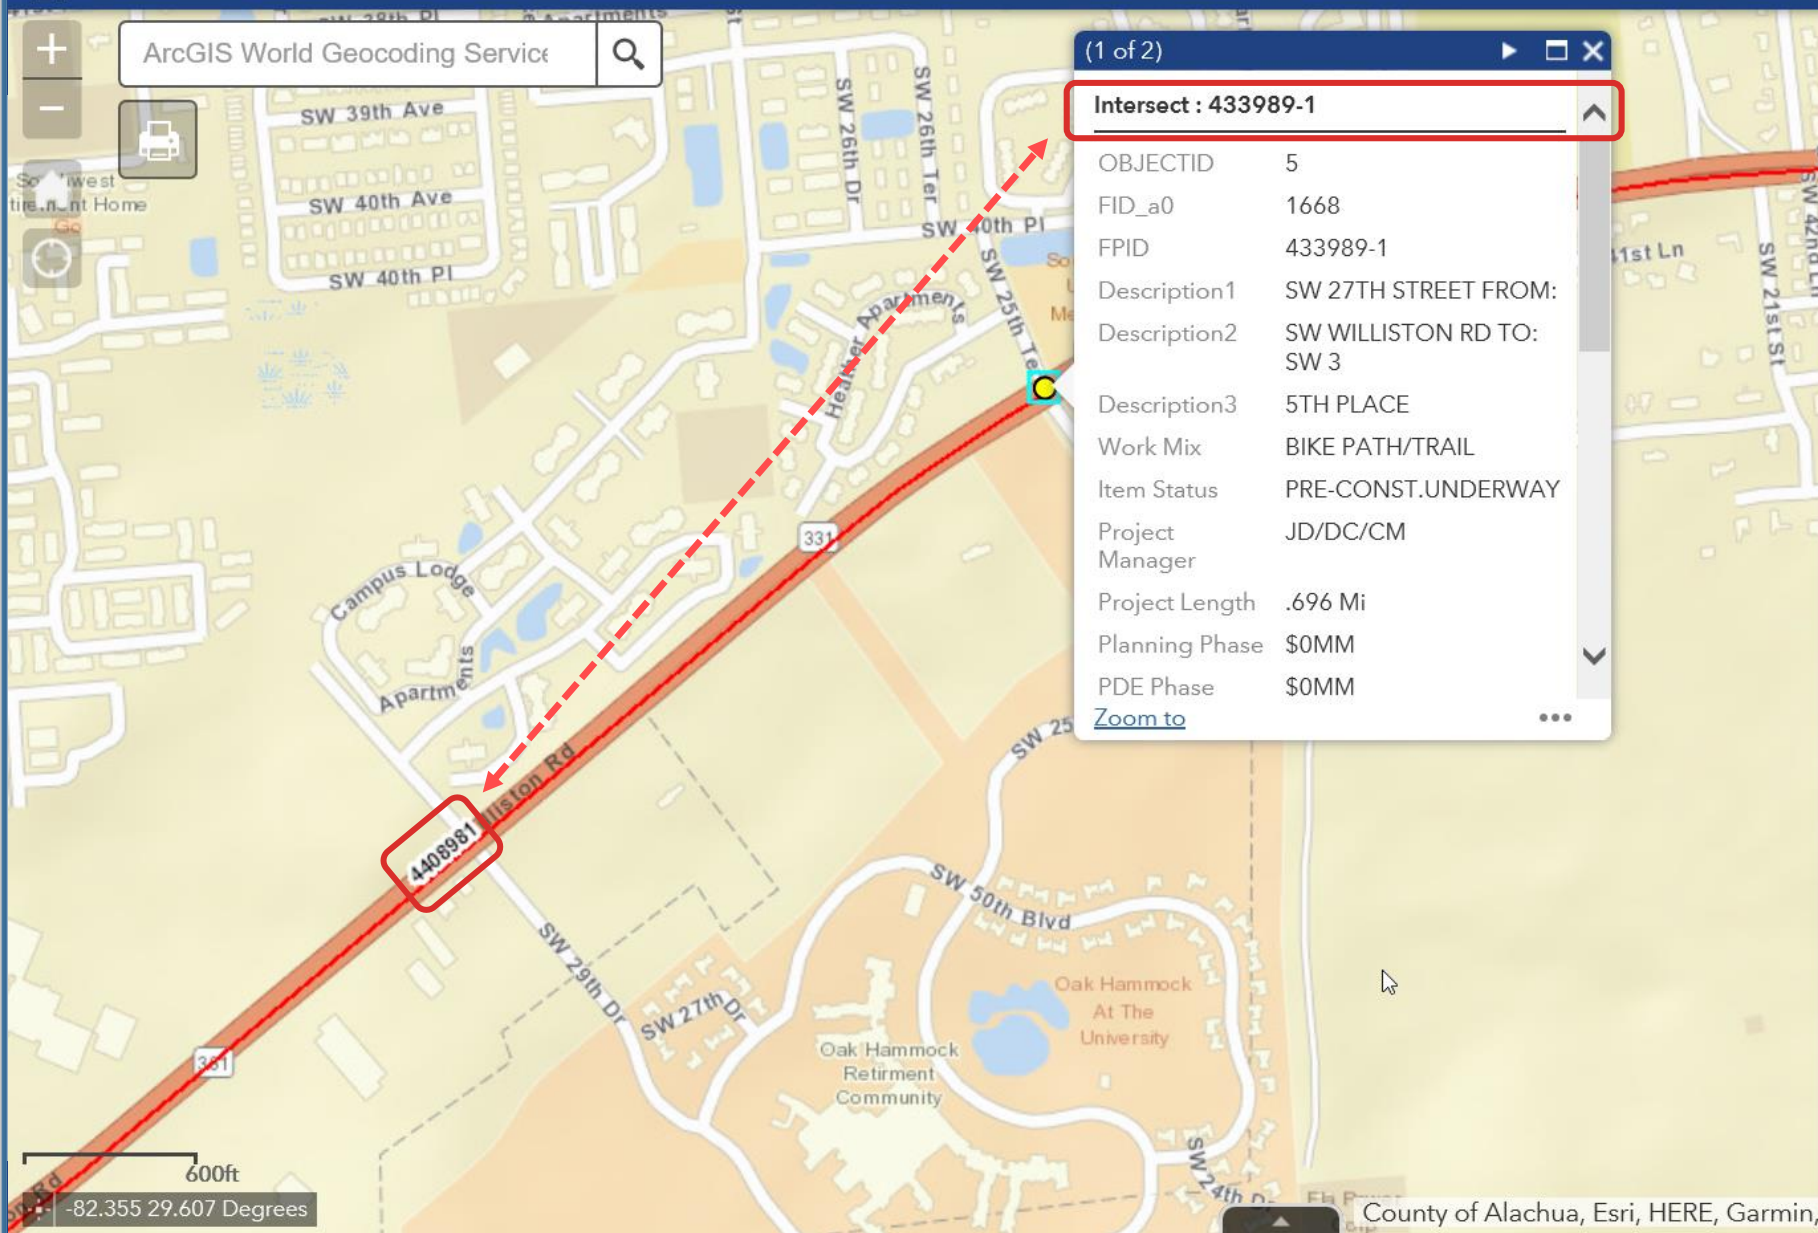 ArcGIS World Geocoding Service
SW 39th Ave
SW 40th Ave
SW 40th Pl
SW 26th Dr
SW 26th Ter
SW 40th Pl
SW 25th Ter
Heather Apartments
Campus Lodge
Apartments
331
Williston Rd
4408981
331
SW 29th Dr
SW 27th Dr
SW 50th Blvd
SW 25
Oak Hammock
At The
University
Oak Hammock
Retirment
Community
SW 24th Dr
41st Ln
SW 21st St
SW 42nd Ln
(1 of 2)
Intersect : 433989-1
OBJECTID 5
FID_a0 1668
FPID 433989-1
Description1 SW 27TH STREET FROM:
Description2 SW WILLISTON RD TO:
SW 3
Description3 5TH PLACE
Work Mix BIKE PATH/TRAIL
Item Status PRE-CONST.UNDERWAY
Project JD/DC/CM
Manager
Project Length .696 Mi
Planning Phase $0MM
PDE Phase $0MM
Zoom to
600ft
-82.355 29.607 Degrees
County of Alachua, Esri, HERE, Garmin,